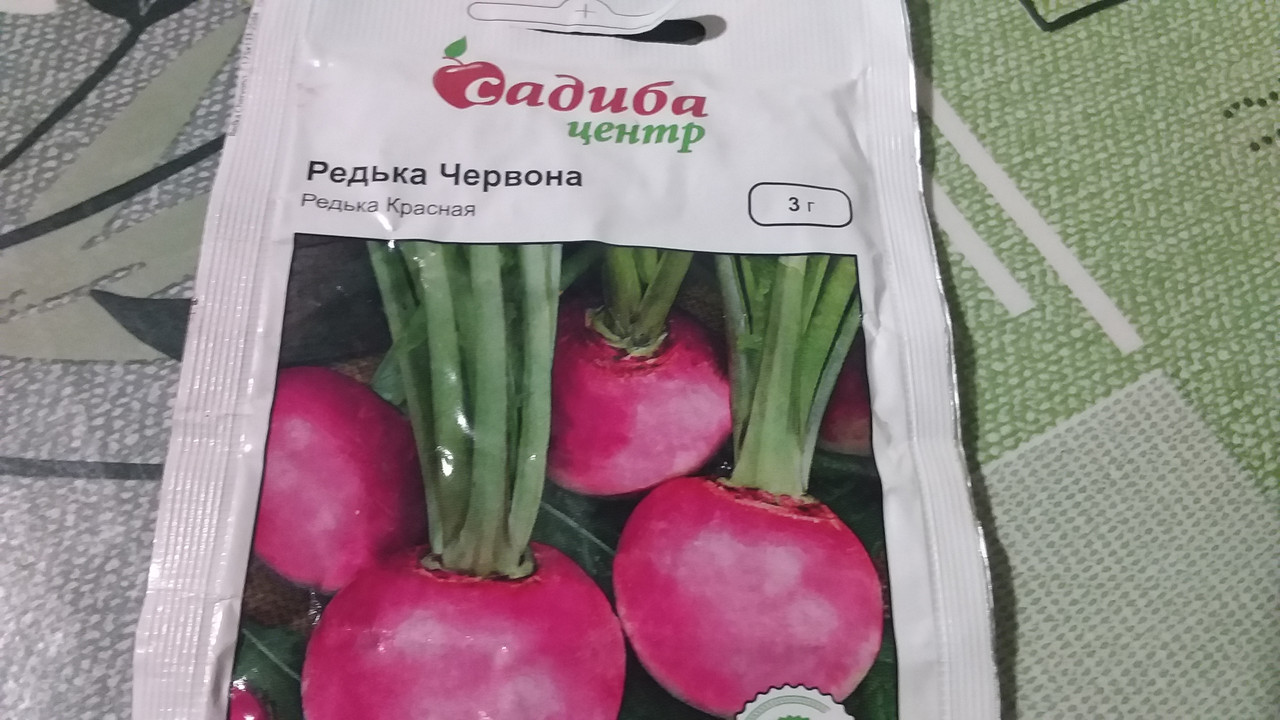 садиба
центр
Редька Червона
Редька Красная
3 г